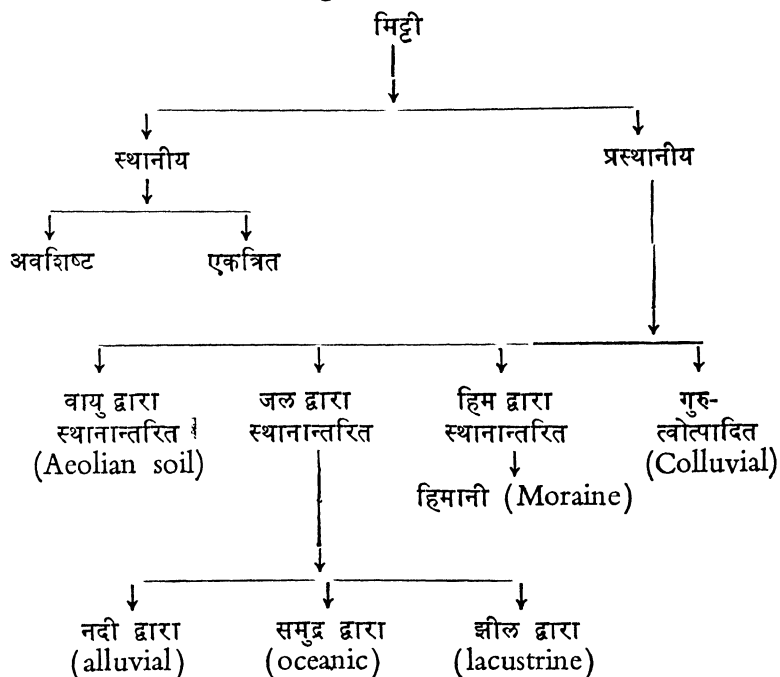 मिट्टी
स्थानीय
प्रस्थानीय
अवशिष्ट
एकत्रित
वायु द्वारा
स्थानान्तरित
(Aeolian soil)
जल द्वारा
स्थानान्तरित
हिम द्वारा
स्थानान्तरित
हिमानी (Moraine)
गुरु-
त्वोत्पादित
(Colluvial)
नदी द्वारा
(alluvial)
समुद्र द्वारा
(oceanic)
झील द्वारा
(lacustrine)